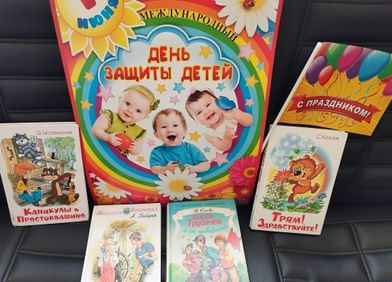 1
ИЮНЯ
МЕЖДУНАРОДНЫЙ
ДЕНЬ
ЗАЩИТЫ ДЕТЕЙ
С ПРАЗДНИКОМ!
Э. Успенский
Каникулы в
Простоквашино
А. Гайдар
С. Козлов
Трям!
Здравствуйте!